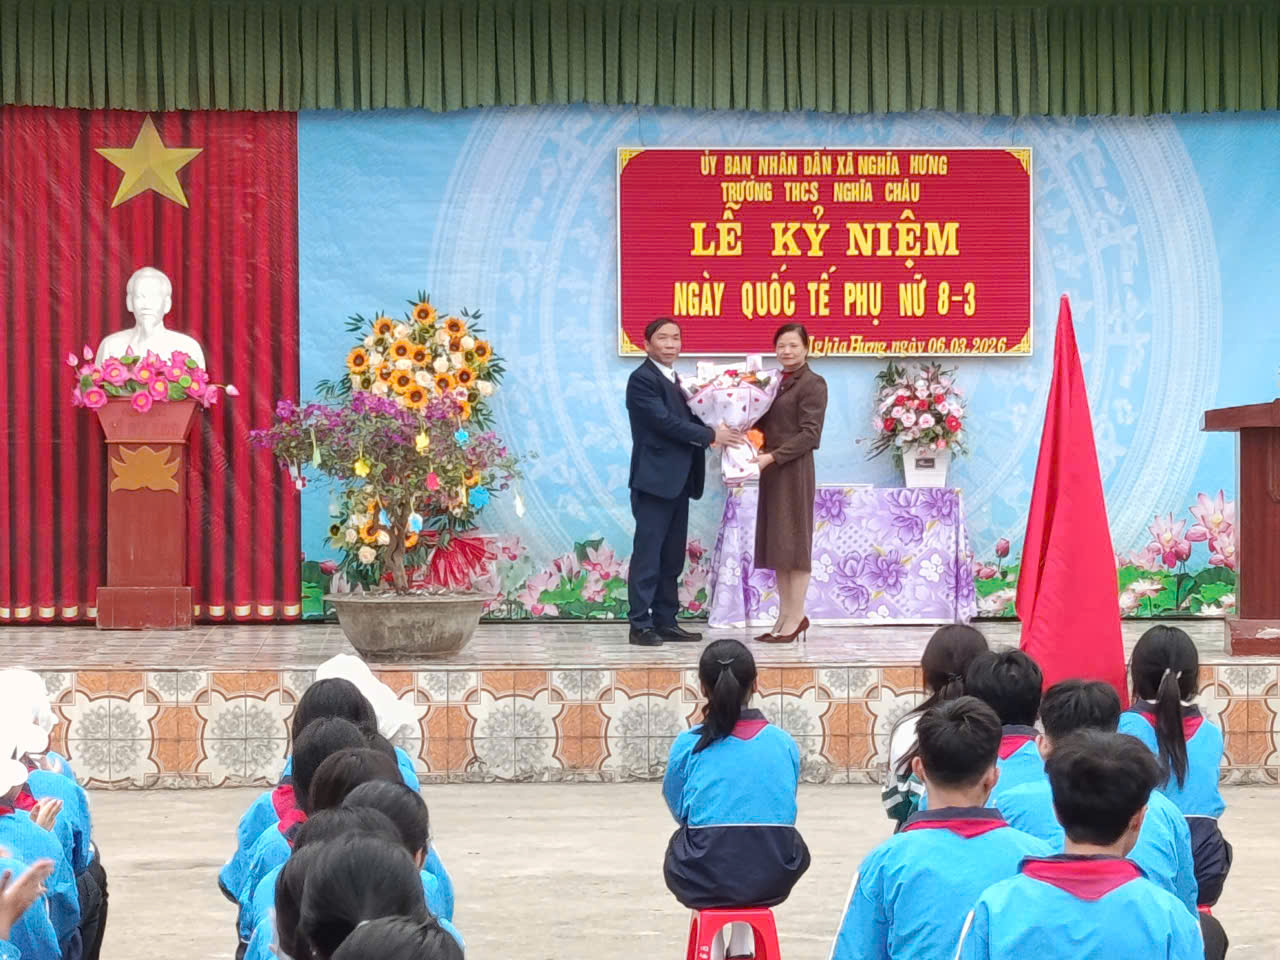 ỦY BAN NHÂN DÂN XÃ NGHĨA HƯNG
TRƯỜNG THCS NGHĨA CHÂU
LỄ KỶ NIỆM
NGÀY QUỐC TẾ PHỤ NỮ 8-3
Nghĩa Hưng, ngày 06.03.2026